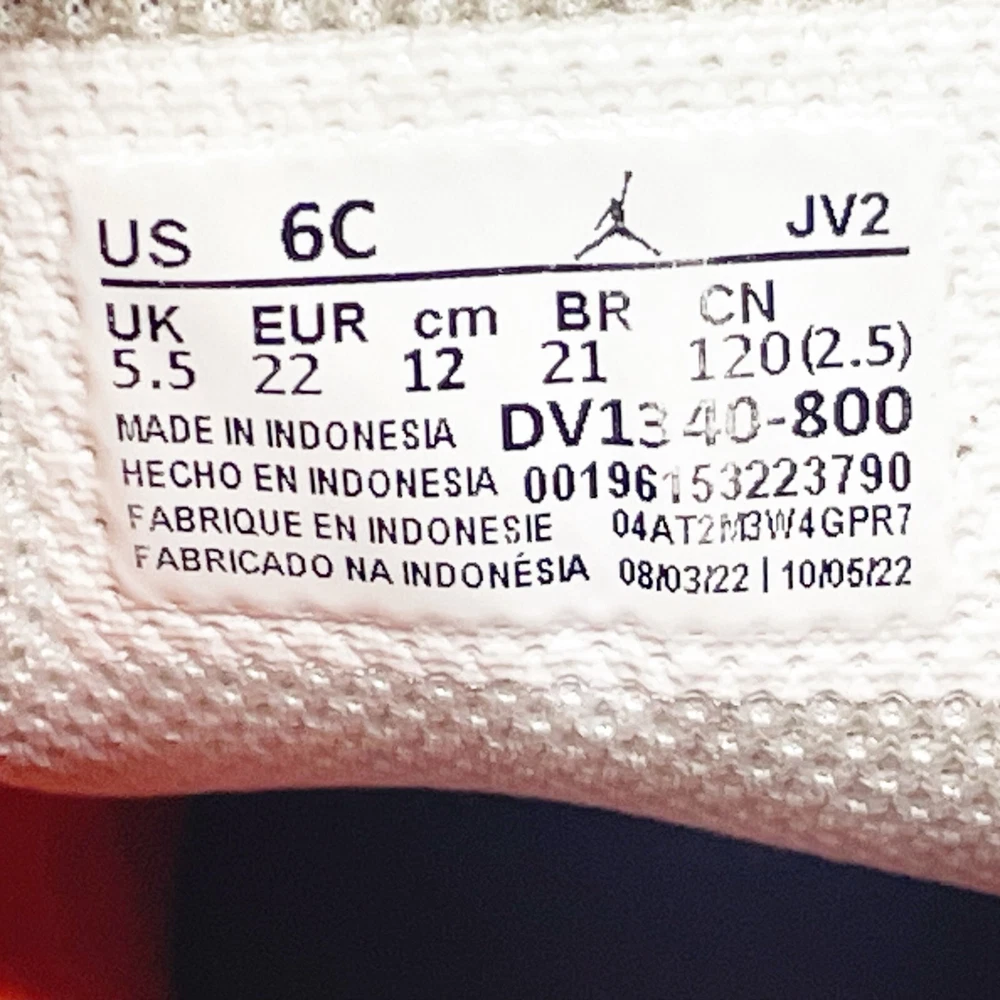 US 6C JV2
UK EUR cm BR CN
5.5 22 12 21 120(2.5)
MADE IN INDONESIA DV1340-800
HECHO EN INDONESIA 00196153223790
FABRIQUE EN INDONESIE 04AT2M3W4GPR7
FABRICADO NA INDONÉSIA 08/03/22 | 10/05/22